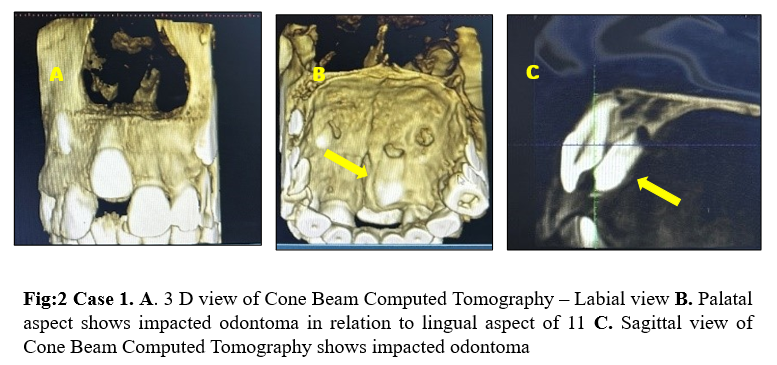 A
B
C
Fig:2 Case 1. A. 3 D view of Cone Beam Computed Tomography – Labial view B. Palatal
aspect shows impacted odontoma in relation to lingual aspect of 11 C. Sagittal view of
Cone Beam Computed Tomography shows impacted odontoma